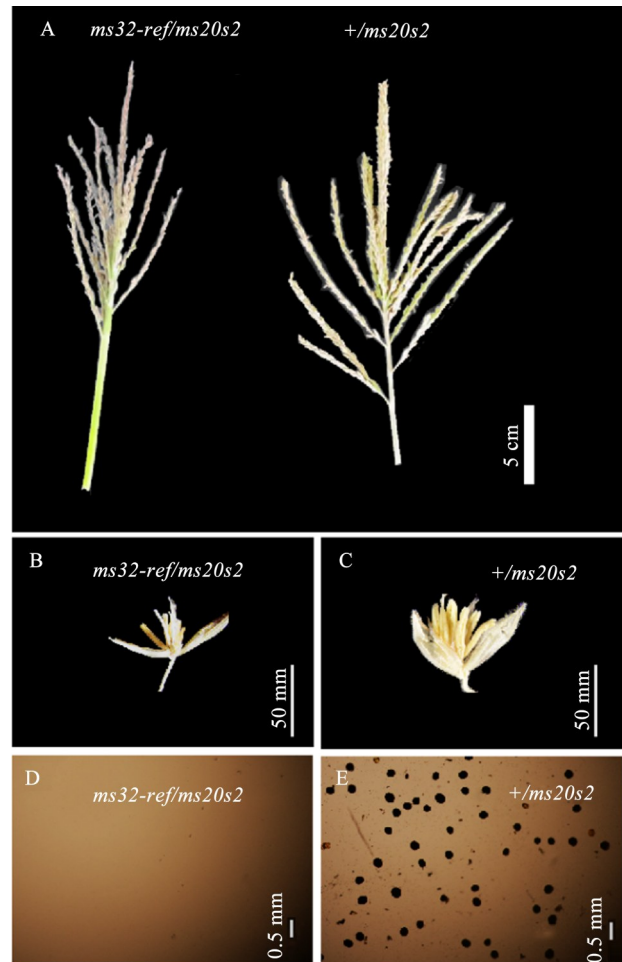 A ms32-ref/ms20s2 +/ms20s2
5 cm
B ms32-ref/ms20s2
50 mm
C +/ms20s2
50 mm
D ms32-ref/ms20s2
0.5 mm
E +/ms20s2
0.5 mm